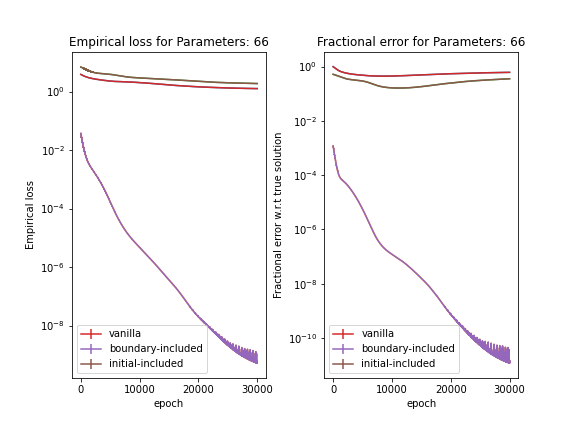 Empirical loss for Parameters: 66
Empirical loss
10^0
10^-2
10^-4
10^-6
10^-8
vanilla
boundary-included
initial-included
0 10000 20000 30000
epoch
Fractional error for Parameters: 66
Fractional error w.r.t true solution
10^0
10^-2
10^-4
10^-6
10^-8
10^-10
vanilla
boundary-included
initial-included
0 10000 20000 30000
epoch